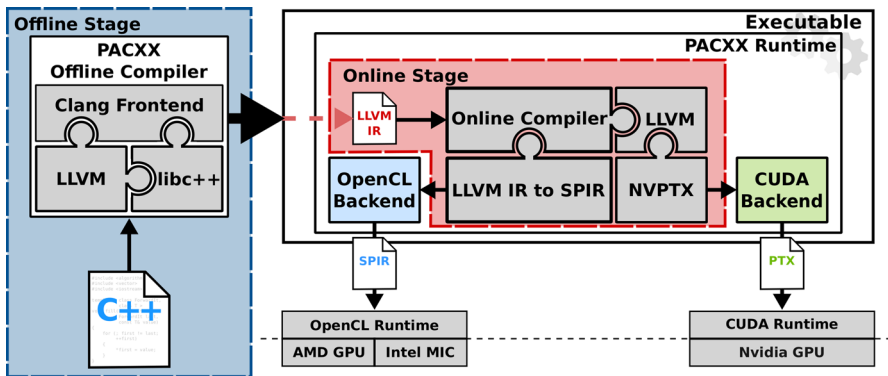 Offline Stage
PACXX
Offline Compiler
Clang Frontend
LLVM
libc++
C++
Executable
PACXX Runtime
Online Stage
LLVM
IR
Online Compiler
LLVM
OpenCL
Backend
LLVM IR to SPIR
NVPTX
CUDA
Backend
SPIR
PTX
OpenCL Runtime
AMD GPU
Intel MIC
CUDA Runtime
Nvidia GPU